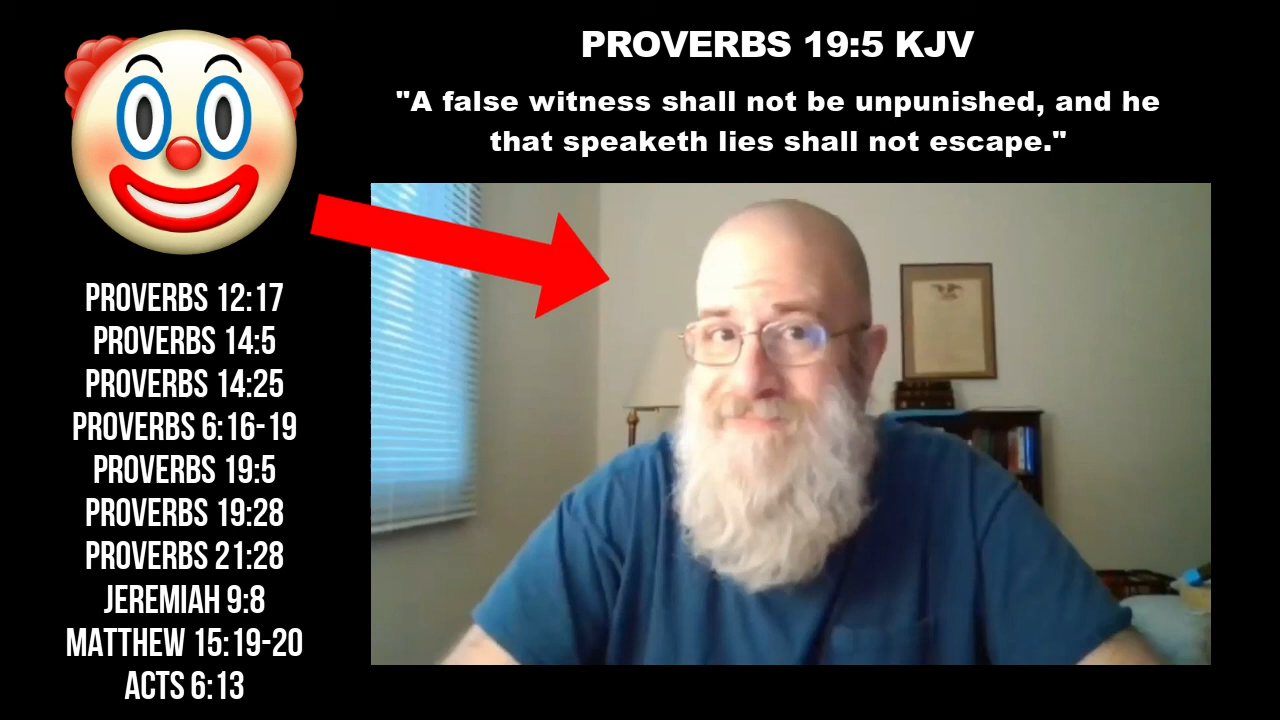 PROVERBS 19:5 KJV
"A false witness shall not be unpunished, and he
that speaketh lies shall not escape."
PROVERBS 12:17
PROVERBS 14:5
PROVERBS 14:25
PROVERBS 6:16-19
PROVERBS 19:5
PROVERBS 19:28
PROVERBS 21:28
JEREMIAH 9:8
MATTHEW 15:19-20
ACTS 6:13